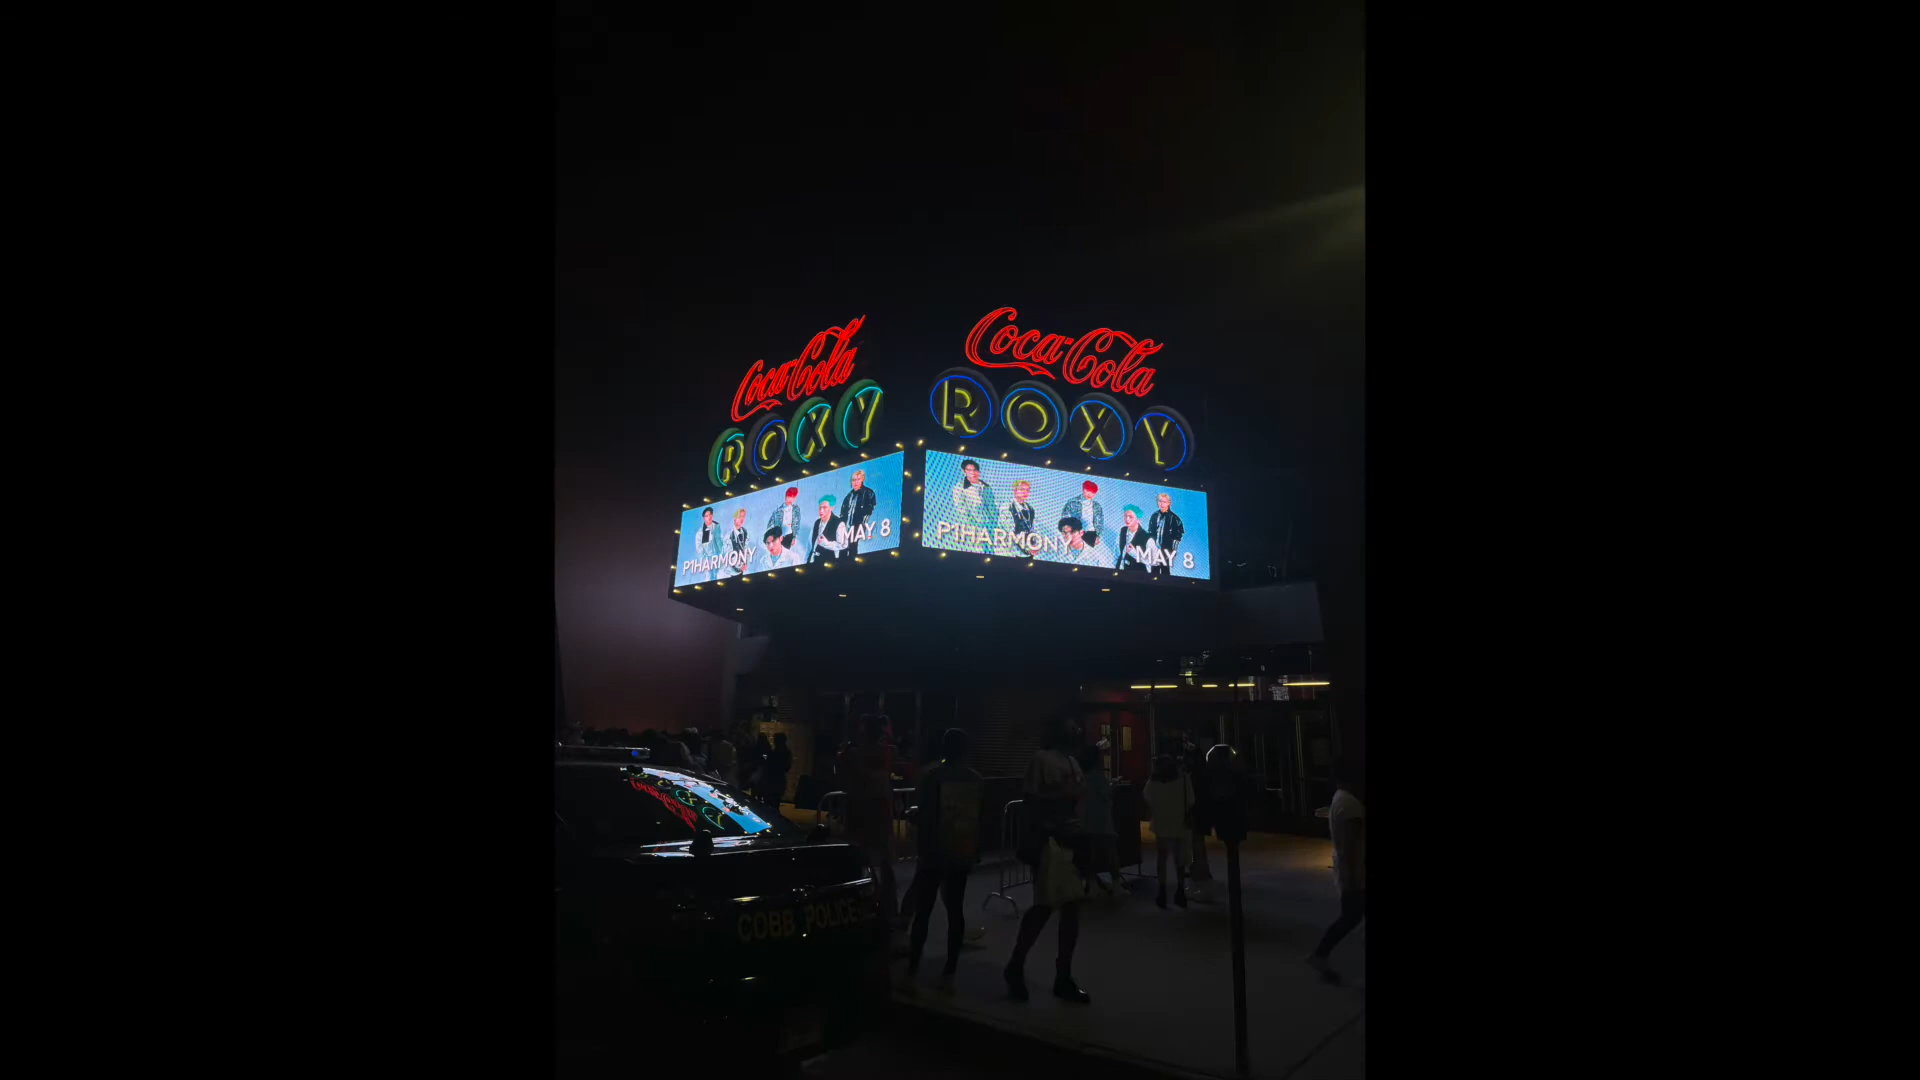 Coca-Cola
ROXY
P1HARMONY
MAY 8
Coca-Cola
ROXY
P1HARMONY
MAY 8
COBB POLICE